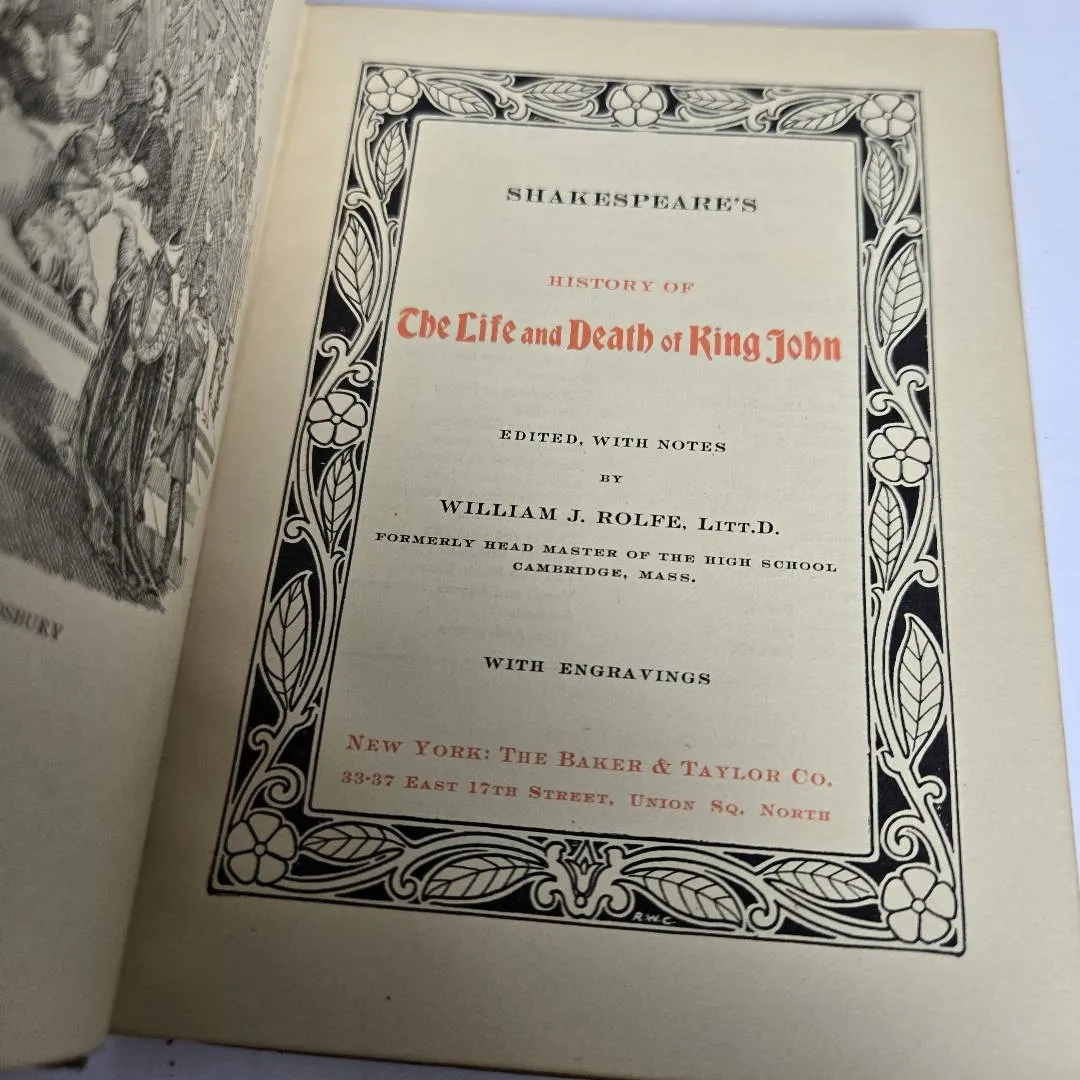 SHAKESPEARE'S
HISTORY OF
The Life and Death of King John
EDITED, WITH NOTES
BY
WILLIAM J. ROLFE, LITT.D.
FORMERLY HEAD MASTER OF THE HIGH SCHOOL
CAMBRIDGE, MASS.
WITH ENGRAVINGS
NEW YORK: THE BAKER & TAYLOR CO.
33-37 EAST 17TH STREET, UNION SQ. NORTH
R.W.C.